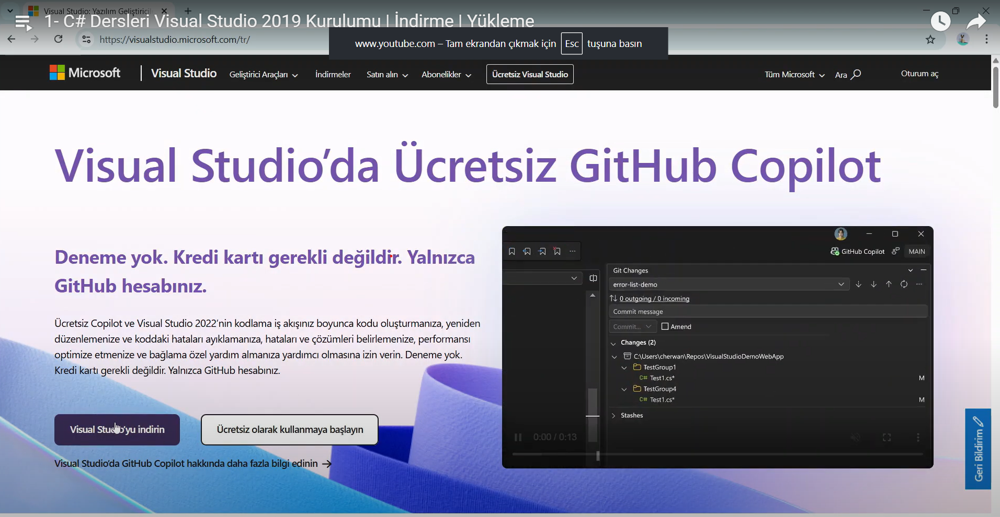 Visual Studio: Yazılım Geliştiricile
1- C# Dersleri Visual Studio 2019 Kurulumu | İndirme | Yükleme
https://visualstudio.microsoft.com/tr/
www.youtube.com – Tam ekrandan çıkmak için Esc tuşuna basın
Microsoft Visual Studio Geliştirici Araçları İndirmeler Satın alın Abonelikler Ücretsiz Visual Studio Tüm Microsoft Ara Oturum aç
Visual Studio’da Ücretsiz GitHub Copilot
Deneme yok. Kredi kartı gerekli değildir. Yalnızca
GitHub hesabınız.
Ücretsiz Copilot ve Visual Studio 2022’nin kodlama iş akışınız boyunca kodu oluşturmanıza, yeniden
düzenlemenize ve koddaki hataları ayıklamanıza, hataları ve çözümleri belirlemenize, performansı
optimize etmenize ve bağlama özel yardım almanıza yardımcı olmasına izin verin. Deneme yok.
Kredi kartı gerekli değildir. Yalnızca GitHub hesabınız.
Visual Studio’yu indirin
Ücretsiz olarak kullanmaya başlayın
Visual Studio’da GitHub Copilot hakkında daha fazla bilgi edinin →
GitHub Copilot MAIN
Git Changes
error-list-demo
0 outgoing / 0 incoming
Commit message
Commit... Amend
Changes (2)
C:\Users\cherwan\Repos\VisualStudioDemoWebApp
TestGroup1
C# Test1.cs* M
TestGroup4
C# Test1.cs* M
Stashes
0:00 / 0:13
Geri Bildirim